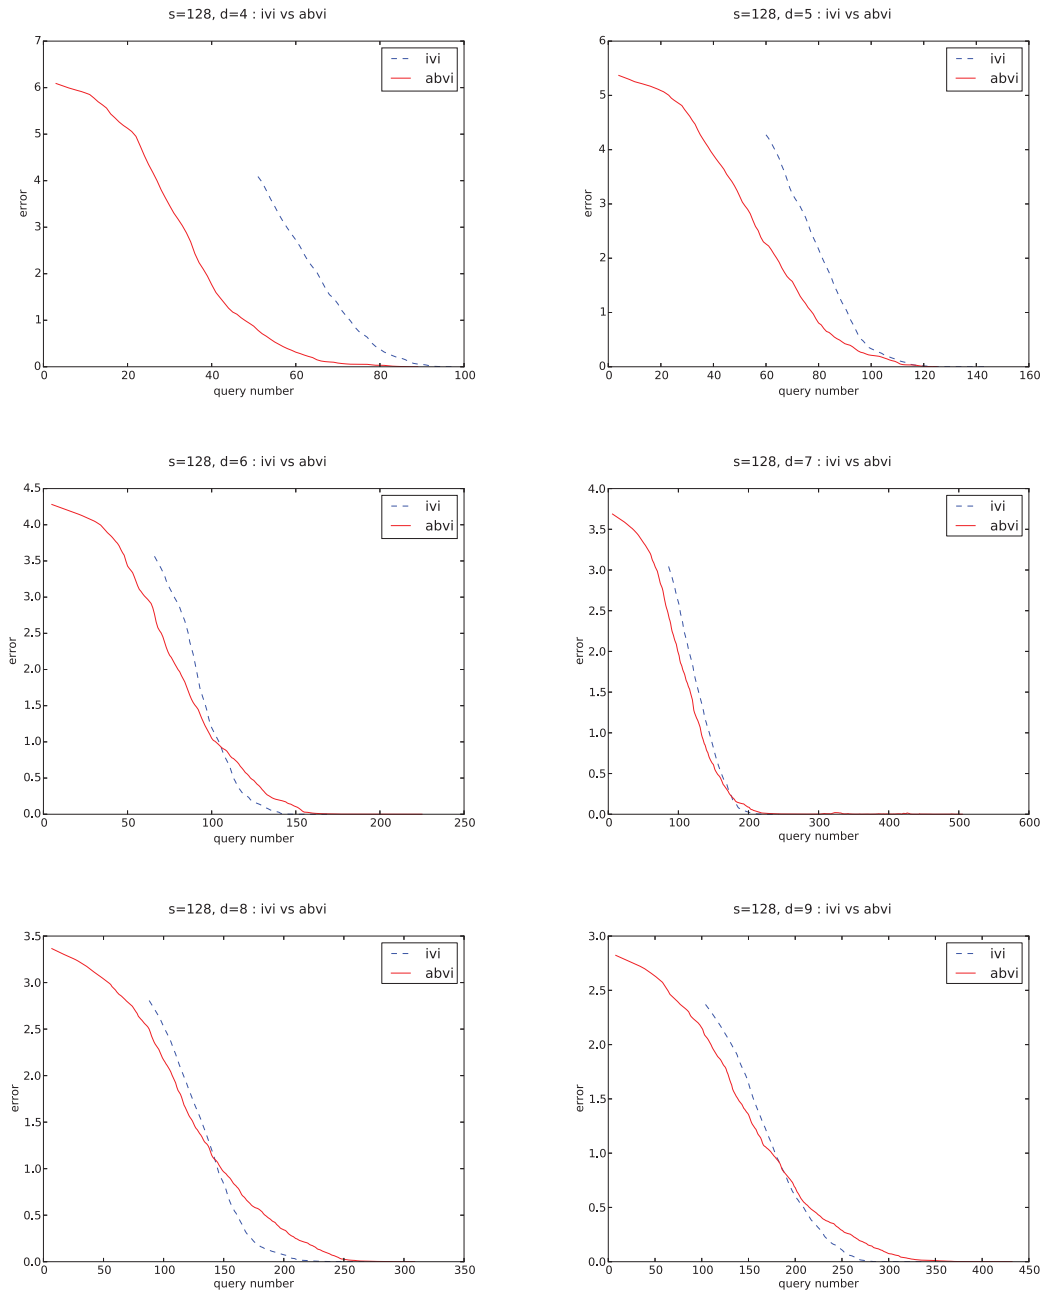 s=128, d=4 : ivi vs abvi
7
6
5
4
3
2
1
0
error
ivi
abvi
0 20 40 60 80 100
query number
s=128, d=5 : ivi vs abvi
6
5
4
3
2
1
0
error
ivi
abvi
0 20 40 60 80 100 120 140 160
query number
s=128, d=6 : ivi vs abvi
4.5
4.0
3.5
3.0
2.5
2.0
1.5
1.0
0.5
0.0
error
ivi
abvi
0 50 100 150 200 250
query number
s=128, d=7 : ivi vs abvi
4.0
3.5
3.0
2.5
2.0
1.5
1.0
0.5
0.0
error
ivi
abvi
0 100 200 300 400 500 600
query number
s=128, d=8 : ivi vs abvi
3.5
3.0
2.5
2.0
1.5
1.0
0.5
0.0
error
ivi
abvi
0 50 100 150 200 250 300 350
query number
s=128, d=9 : ivi vs abvi
3.0
2.5
2.0
1.5
1.0
0.5
0.0
error
ivi
abvi
0 50 100 150 200 250 300 350 400 450
query number